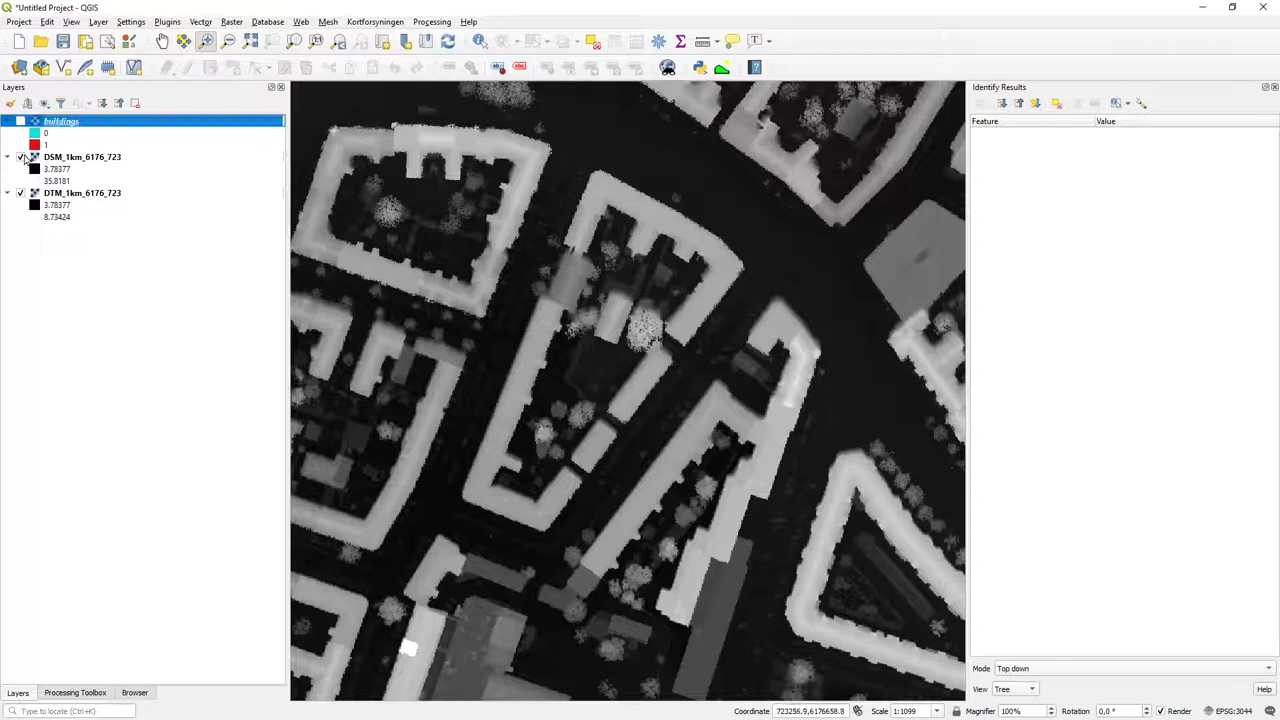 *Untitled Project - QGIS
Project Edit View Layer Settings Plugins Vector Raster Database Web Mesh Kortforsyningen Processing Help
Layers
Identify Results
Feature Value
buildings
0
1
DSM_1km_6176_723
3.78377
35.8181
DTM_1km_6176_723
3.78377
8.73424
Mode Top down
View Tree Help
Layers Processing Toolbox Browser
Type to locate (Ctrl+K)
Coordinate 723256.9,6176658.8 Scale 1:1099 Magnifier 100% Rotation 0,0 ° Render EPSG:3044